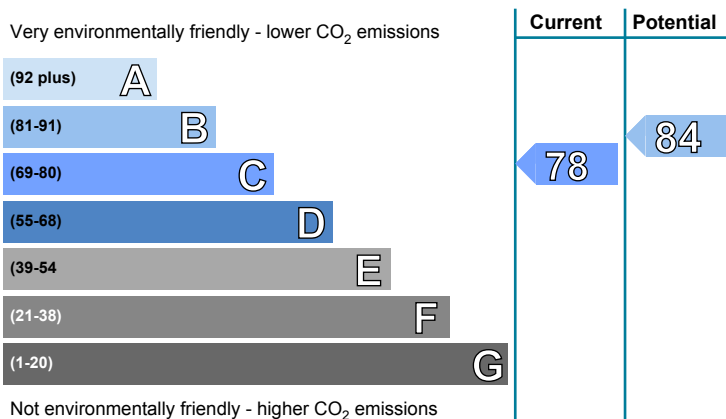 Very environmentally friendly - lower CO2 emissions
Current
Potential
(92 plus) A
(81-91) B
(69-80) C
(55-68) D
(39-54 E
(21-38) F
(1-20) G
78
84
Not environmentally friendly - higher CO2 emissions